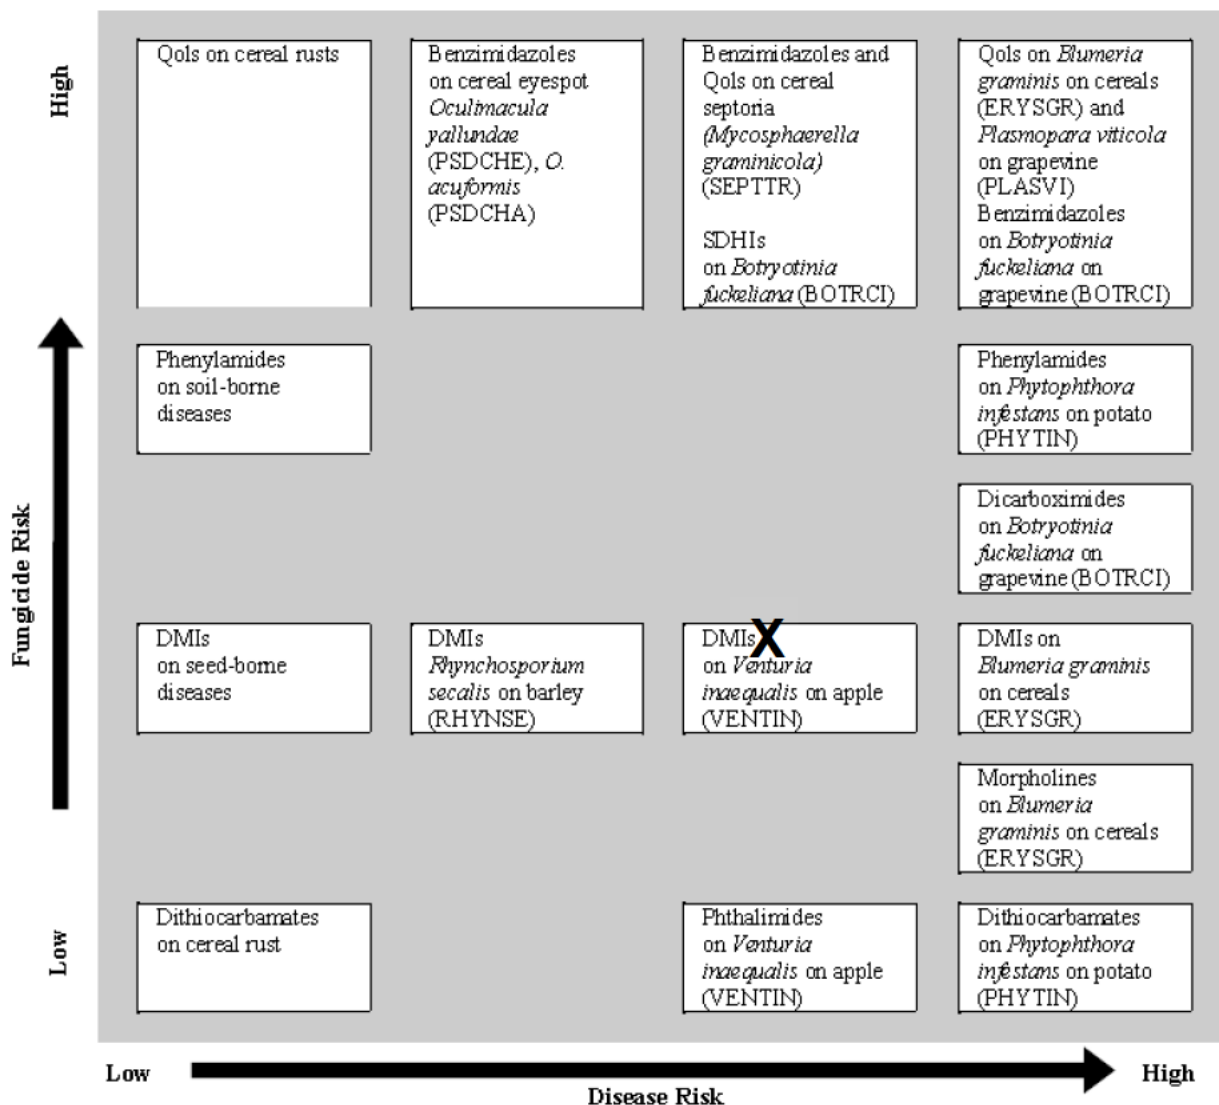 High
QoIs on cereal rusts
Benzimidazoles
on cereal eyespot
Oculimacula
yallundae
(PSDCHE), O.
acuformis
(PSDCHA)
Benzimidazoles and
QoIs on cereal
septoria
(Mycosphaerella
graminicola)
(SEPTTR)
SDHIs
on Botryotinia
fuckeliana (BOTRCI)
QoIs on Blumeria
graminis on cereals
(ERYSGR) and
Plasmopara viticola
on grapevine
(PLASVI)
Benzimidazoles
on Botryotinia
fuckeliana on
grapevine (BOTRCI)
Phenylamides
on soil-borne
diseases
Phenylamides
on Phytophthora
infestans on potato
(PHYTIN)
Dicarboximides
on Botryotinia
fuckeliana on
grapevine (BOTRCI)
Fungicide Risk
DMIs
on seed-borne
diseases
DMIs
Rhynchosporium
secalis on barley
(RHYNSE)
DMIs X
on Venturia
inaequalis on apple
(VENTIN)
DMIs on
Blumeria graminis
on cereals
(ERYSGR)
Morpholines
on Blumeria
graminis on cereals
(ERYSGR)
Low
Dithiocarbamates
on cereal rust
Phthalimides
on Venturia
inaequalis on apple
(VENTIN)
Dithiocarbamates
on Phytophthora
infestans on potato
(PHYTIN)
Low
High
Disease Risk